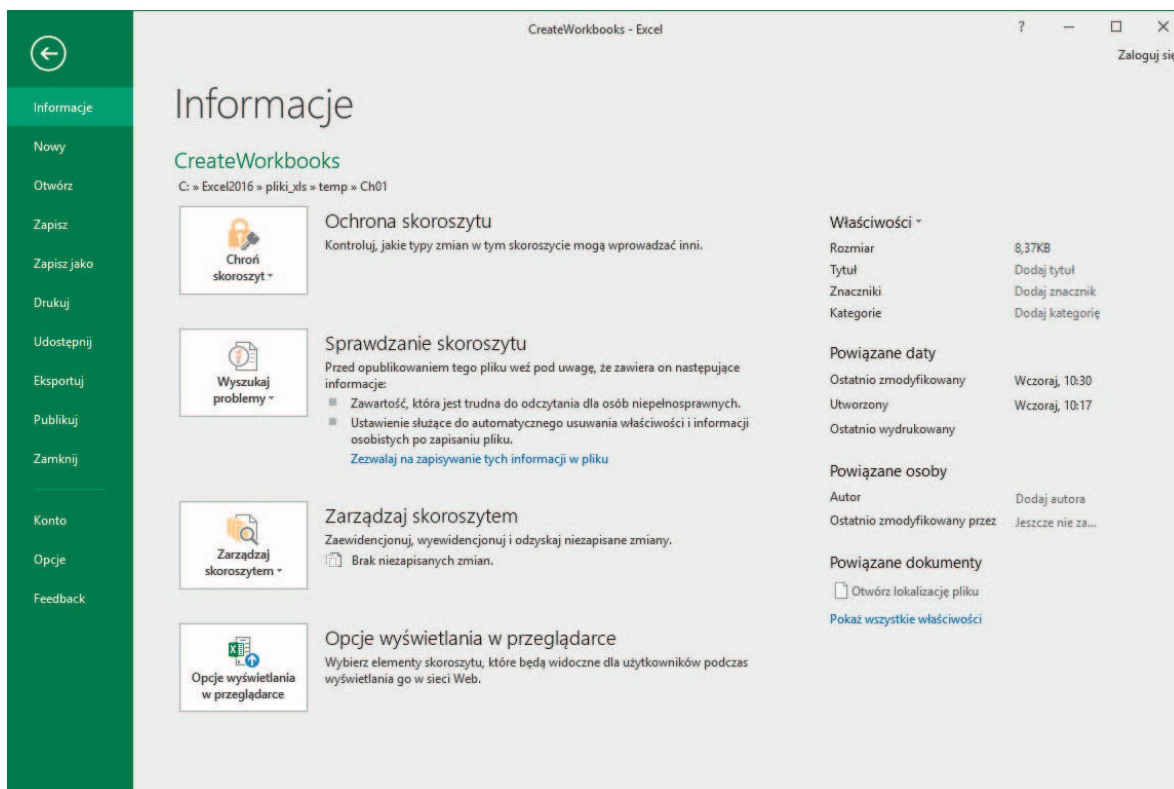 CreateWorkbooks - Excel
?
Zaloguj się
Informacje
Nowy
Otwórz
Zapisz
Zapisz jako
Drukuj
Udostępnij
Eksportuj
Publikuj
Zamknij
Konto
Opcje
Feedback
Informacje
CreateWorkbooks
C: » Excel2016 » pliki_xls » temp » Ch01
Chroń
skoroszyt
Ochrona skoroszytu
Kontroluj, jakie typy zmian w tym skoroszycie mogą wprowadzać inni.
Wyszukaj
problemy
Sprawdzanie skoroszytu
Przed opublikowaniem tego pliku weź pod uwagę, że zawiera on następujące
informacje:
Zawartość, która jest trudna do odczytania dla osób niepełnosprawnych.
Ustawienie służące do automatycznego usuwania właściwości i informacji
osobistych po zapisaniu pliku.
Zezwalaj na zapisywanie tych informacji w pliku
Zarządzaj
skoroszytem
Zarządzaj skoroszytem
Zaewidencjonuj, wyewidencjonuj i odzyskaj niezapisane zmiany.
Brak niezapisanych zmian.
Opcje wyświetlania
w przeglądarce
Opcje wyświetlania w przeglądarce
Wybierz elementy skoroszytu, które będą widoczne dla użytkowników podczas
wyświetlania go w sieci Web.
Właściwości
Rozmiar 8,37KB
Tytuł Dodaj tytuł
Znaczniki Dodaj znacznik
Kategorie Dodaj kategorię
Powiązane daty
Ostatnio zmodyfikowany Wczoraj, 10:30
Utworzony Wczoraj, 10:17
Ostatnio wydrukowany
Powiązane osoby
Autor Dodaj autora
Ostatnio zmodyfikowany przez Jeszcze nie za...
Powiązane dokumenty
Otwórz lokalizację pliku
Pokaż wszystkie właściwości